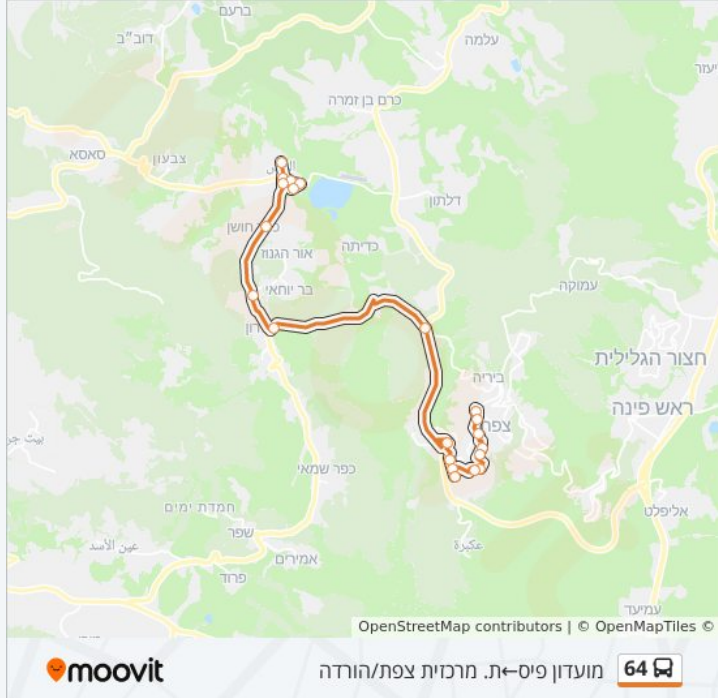 ברעם
דוב״ב
עלמה
יעזר
כרם בן זמרה
סאסא
צבעון
דלתון
חושן
כדיתה
אור הגנוז
בר יוחאי
עמוקה
חצור הגלילית
ביריה
ראש פינה
צפת
כפר שמאי
חמדת ימים
אליפלט
שפר
עכברה
عين الأسد
אמירים
פרוד
עמיעד
OpenStreetMap contributors | © OpenMapTiles ©
moovit
מועדון פיס←ת. מרכזית צפת/הורדה
64